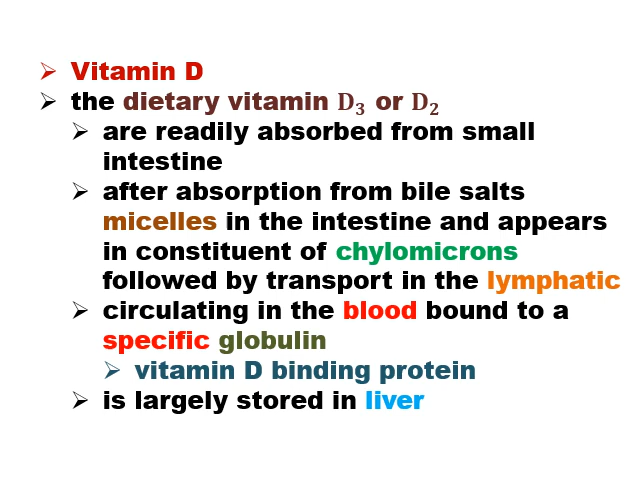 ➢ Vitamin D
➢ the dietary vitamin D₃ or D₂
➢ are readily absorbed from small
intestine
➢ after absorption from bile salts
micelles in the intestine and appears
in constituent of chylomicrons
followed by transport in the lymphatic
➢ circulating in the blood bound to a
specific globulin
➢ vitamin D binding protein
➢ is largely stored in liver